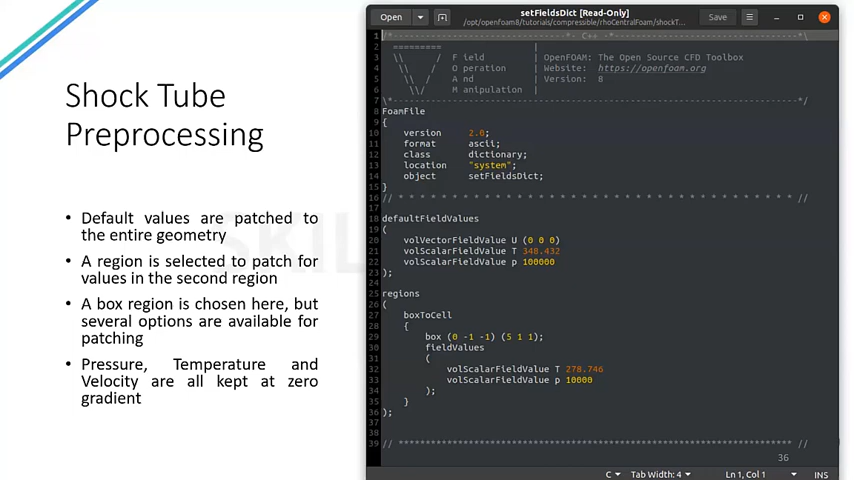 Shock Tube
Preprocessing
• Default values are patched to
the entire geometry
• A region is selected to patch for
values in the second region
• A box region is chosen here, but
several options are available for
patching
• Pressure, Temperature and
Velocity are all kept at zero
gradient
Open
setFieldsDict [Read-Only]
/opt/openfoam8/tutorials/compressible/rhoCentralFoam/shockT...
Save
1 /*--------------------------------*- C++ -*----------------------------------*\
2 ========= |
3 \\ / F ield | OpenFOAM: The Open Source CFD Toolbox
4 \\ / O peration | Website: https://openfoam.org
5 \\ / A nd | Version: 8
6 \\/ M anipulation |
7 \*---------------------------------------------------------------------------*/
8 FoamFile
9 {
10 version 2.0;
11 format ascii;
12 class dictionary;
13 location "system";
14 object setFieldsDict;
15 }
16 // * * * * * * * * * * * * * * * * * * * * * * * * * * * * * * * * * * * * * //
17
18 defaultFieldValues
19 (
20 volVectorFieldValue U (0 0 0)
21 volScalarFieldValue T 348.432
22 volScalarFieldValue p 100000
23 );
24
25 regions
26 (
27 boxToCell
28 {
29 box (0 -1 -1) (5 1 1);
30 fieldValues
31 (
32 volScalarFieldValue T 278.746
33 volScalarFieldValue p 10000
34 );
35 }
36 );
37
38
39 // ************************************************************************* //
36
C Tab Width: 4 Ln 1, Col 1 INS
SKIL